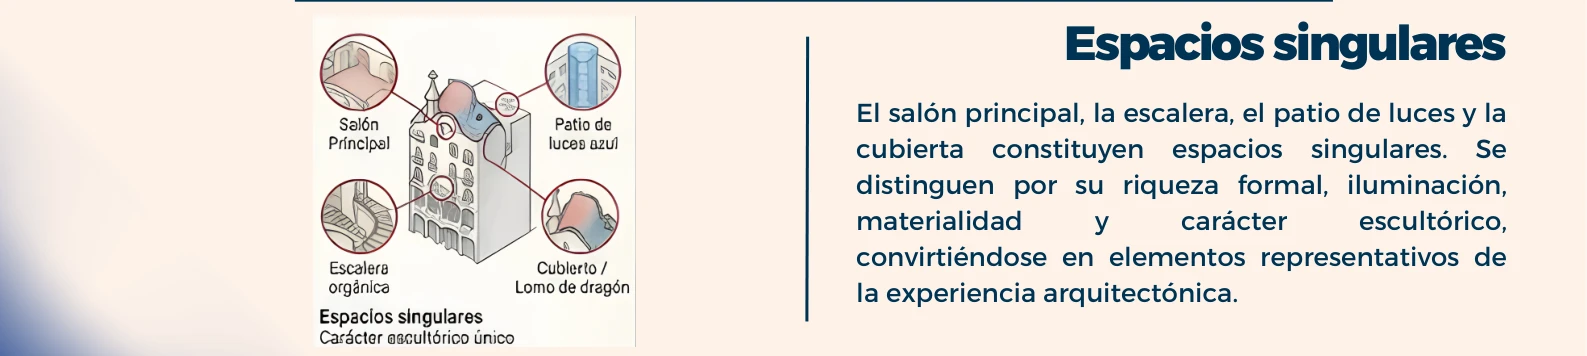 Salón
Principal
Patio de
luces azul
Escalera
orgánica
Cubierto /
Lomo de dragón
Espacios singulares
Carácter escultórico único
Espacios singulares
El salón principal, la escalera, el patio de luces y la
cubierta constituyen espacios singulares. Se
distinguen por su riqueza formal, iluminación,
materialidad y carácter escultórico,
convirtiéndose en elementos representativos de
la experiencia arquitectónica.